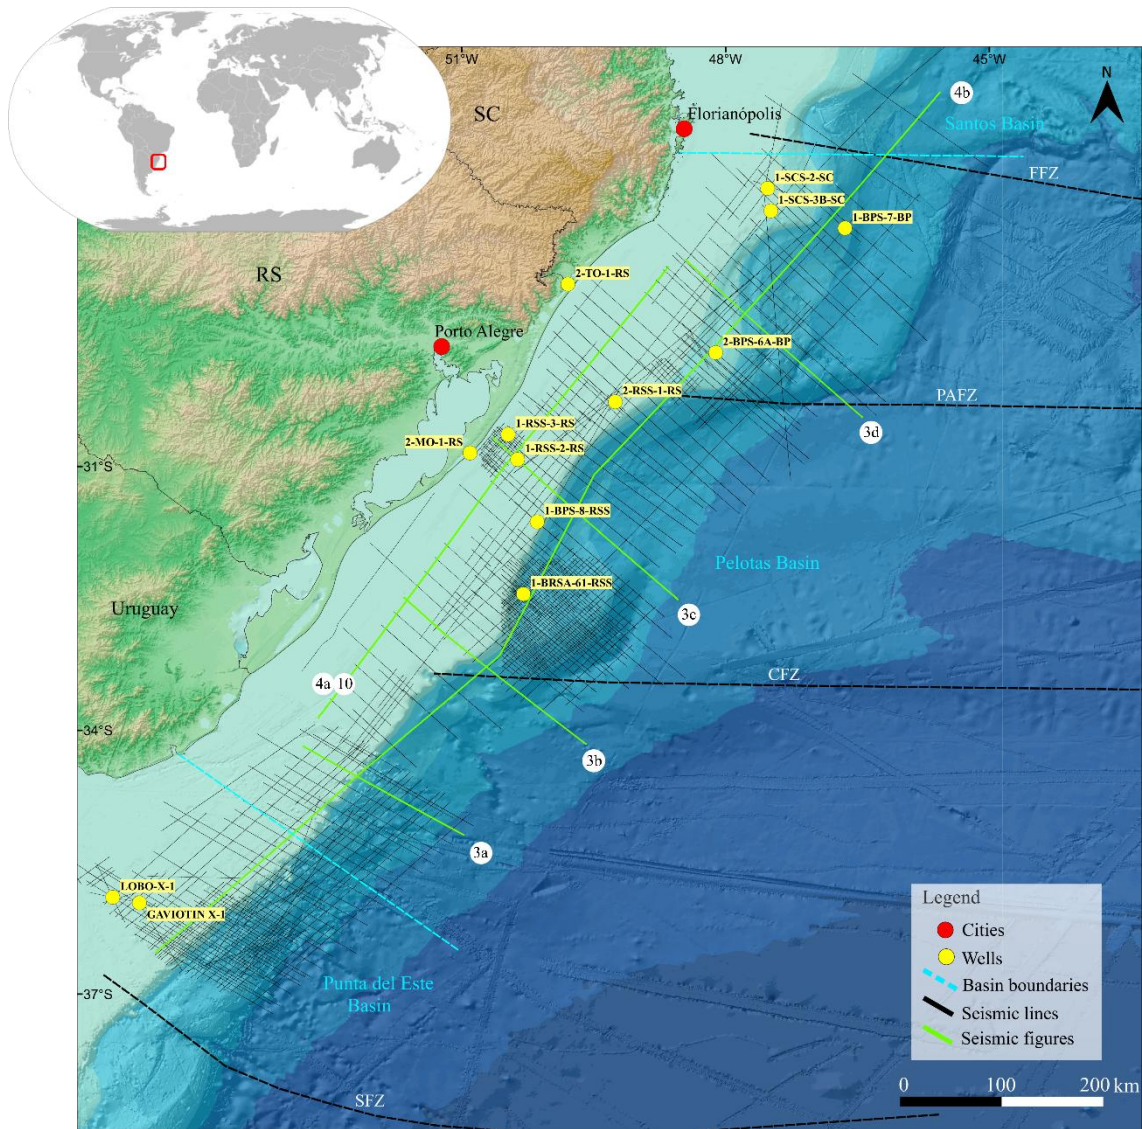 51°W
48°W
45°W
N
4b
SC
Florianópolis
Santos Basin
FFZ
1-SCS-2-SC
1-SCS-3B-SC
1-BPS-7-BP
RS
2-TO-1-RS
Porto Alegre
2-BPS-6A-BP
2-RSS-1-RS
PAFZ
3d
1-RSS-3-RS
2-MO-1-RS
1-RSS-2-RS
-31°S
1-BPS-8-RSS
Pelotas Basin
1-BRSA-61-RSS
Uruguay
3c
CFZ
4a 10
-34°S
3b
3a
LOBO-X-1
GAVIOTIN X-1
Punta del Este
Basin
-37°S
SFZ
Legend
Cities
Wells
Basin boundaries
Seismic lines
Seismic figures
0 100 200 km